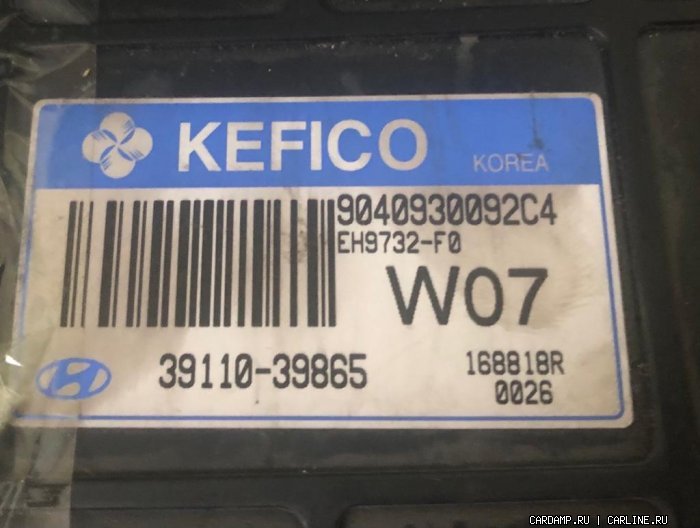 KEFICO KOREA
9040930092C4
EH9732-F0
W07
39110-39865
168818R
0026
CARDAMP.RU | CARLINE.RU